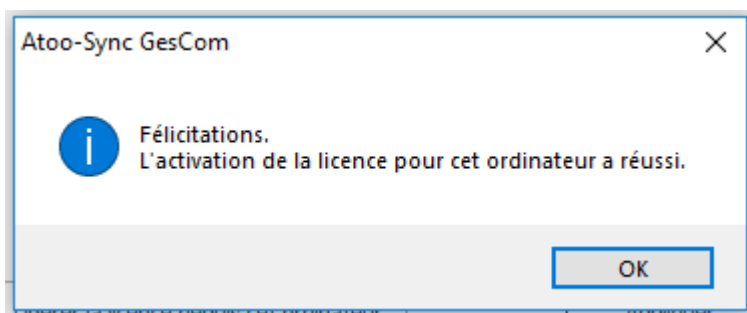 Atoo-Sync GesCom
Félicitations.
L'activation de la licence pour cet ordinateur a réussi.
OK